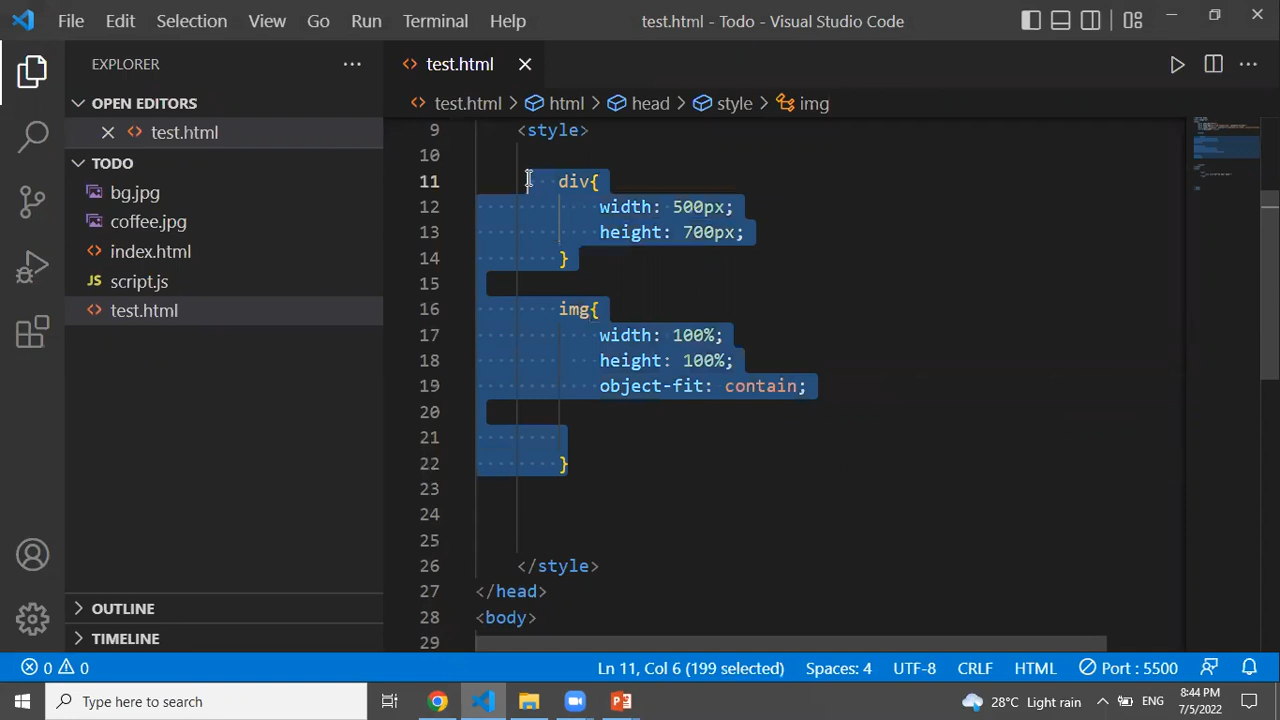 File Edit Selection View Go Run Terminal Help test.html - Todo - Visual Studio Code
EXPLORER
OPEN EDITORS
test.html
TODO
bg.jpg
coffee.jpg
index.html
JS script.js
test.html
OUTLINE
TIMELINE
test.html
test.html > html > head > style > img
9 <style>
10
11 div{
12 width: 500px;
13 height: 700px;
14 }
15
16 img{
17 width: 100%;
18 height: 100%;
19 object-fit: contain;
20
21
22 }
23
24
25
26 </style>
27 </head>
28 <body>
29
0 0 Ln 11, Col 6 (199 selected) Spaces: 4 UTF-8 CRLF HTML Port : 5500
Type here to search 28°C Light rain ENG 8:44 PM
7/5/2022